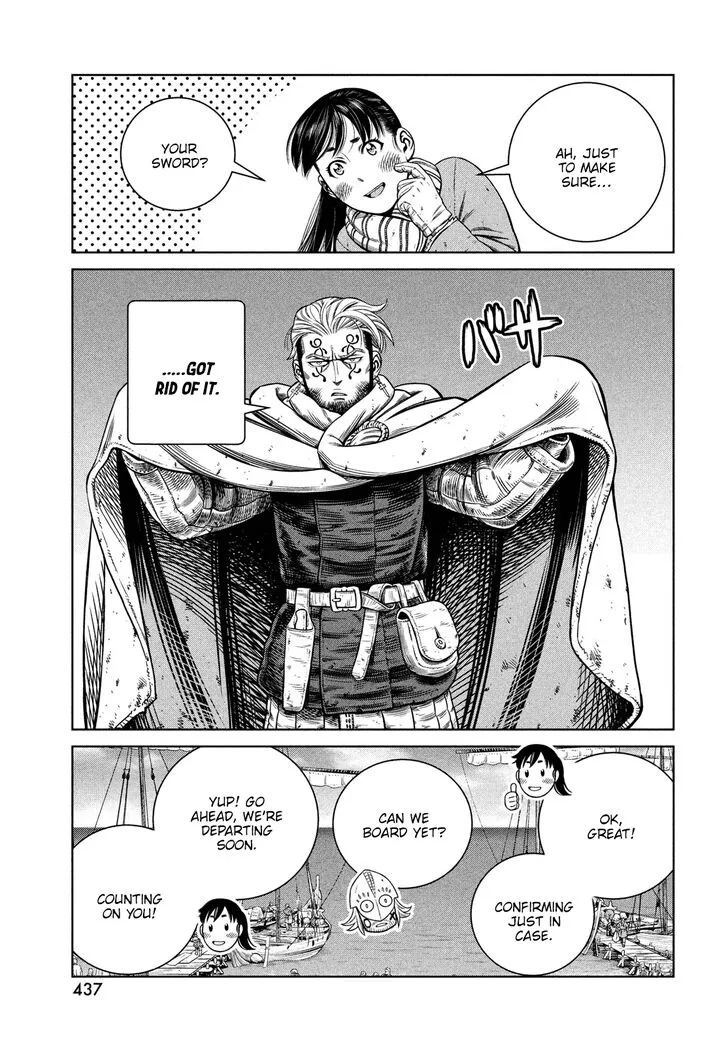 AH, JUST
TO MAKE
SURE...
YOUR
SWORD?
バサ
.....GOT
RID OF IT.
OK,
GREAT!
CONFIRMING
JUST IN
CASE.
CAN WE
BOARD YET?
YUP! GO
AHEAD, WE'RE
DEPARTING
SOON.
COUNTING
ON YOU!
437